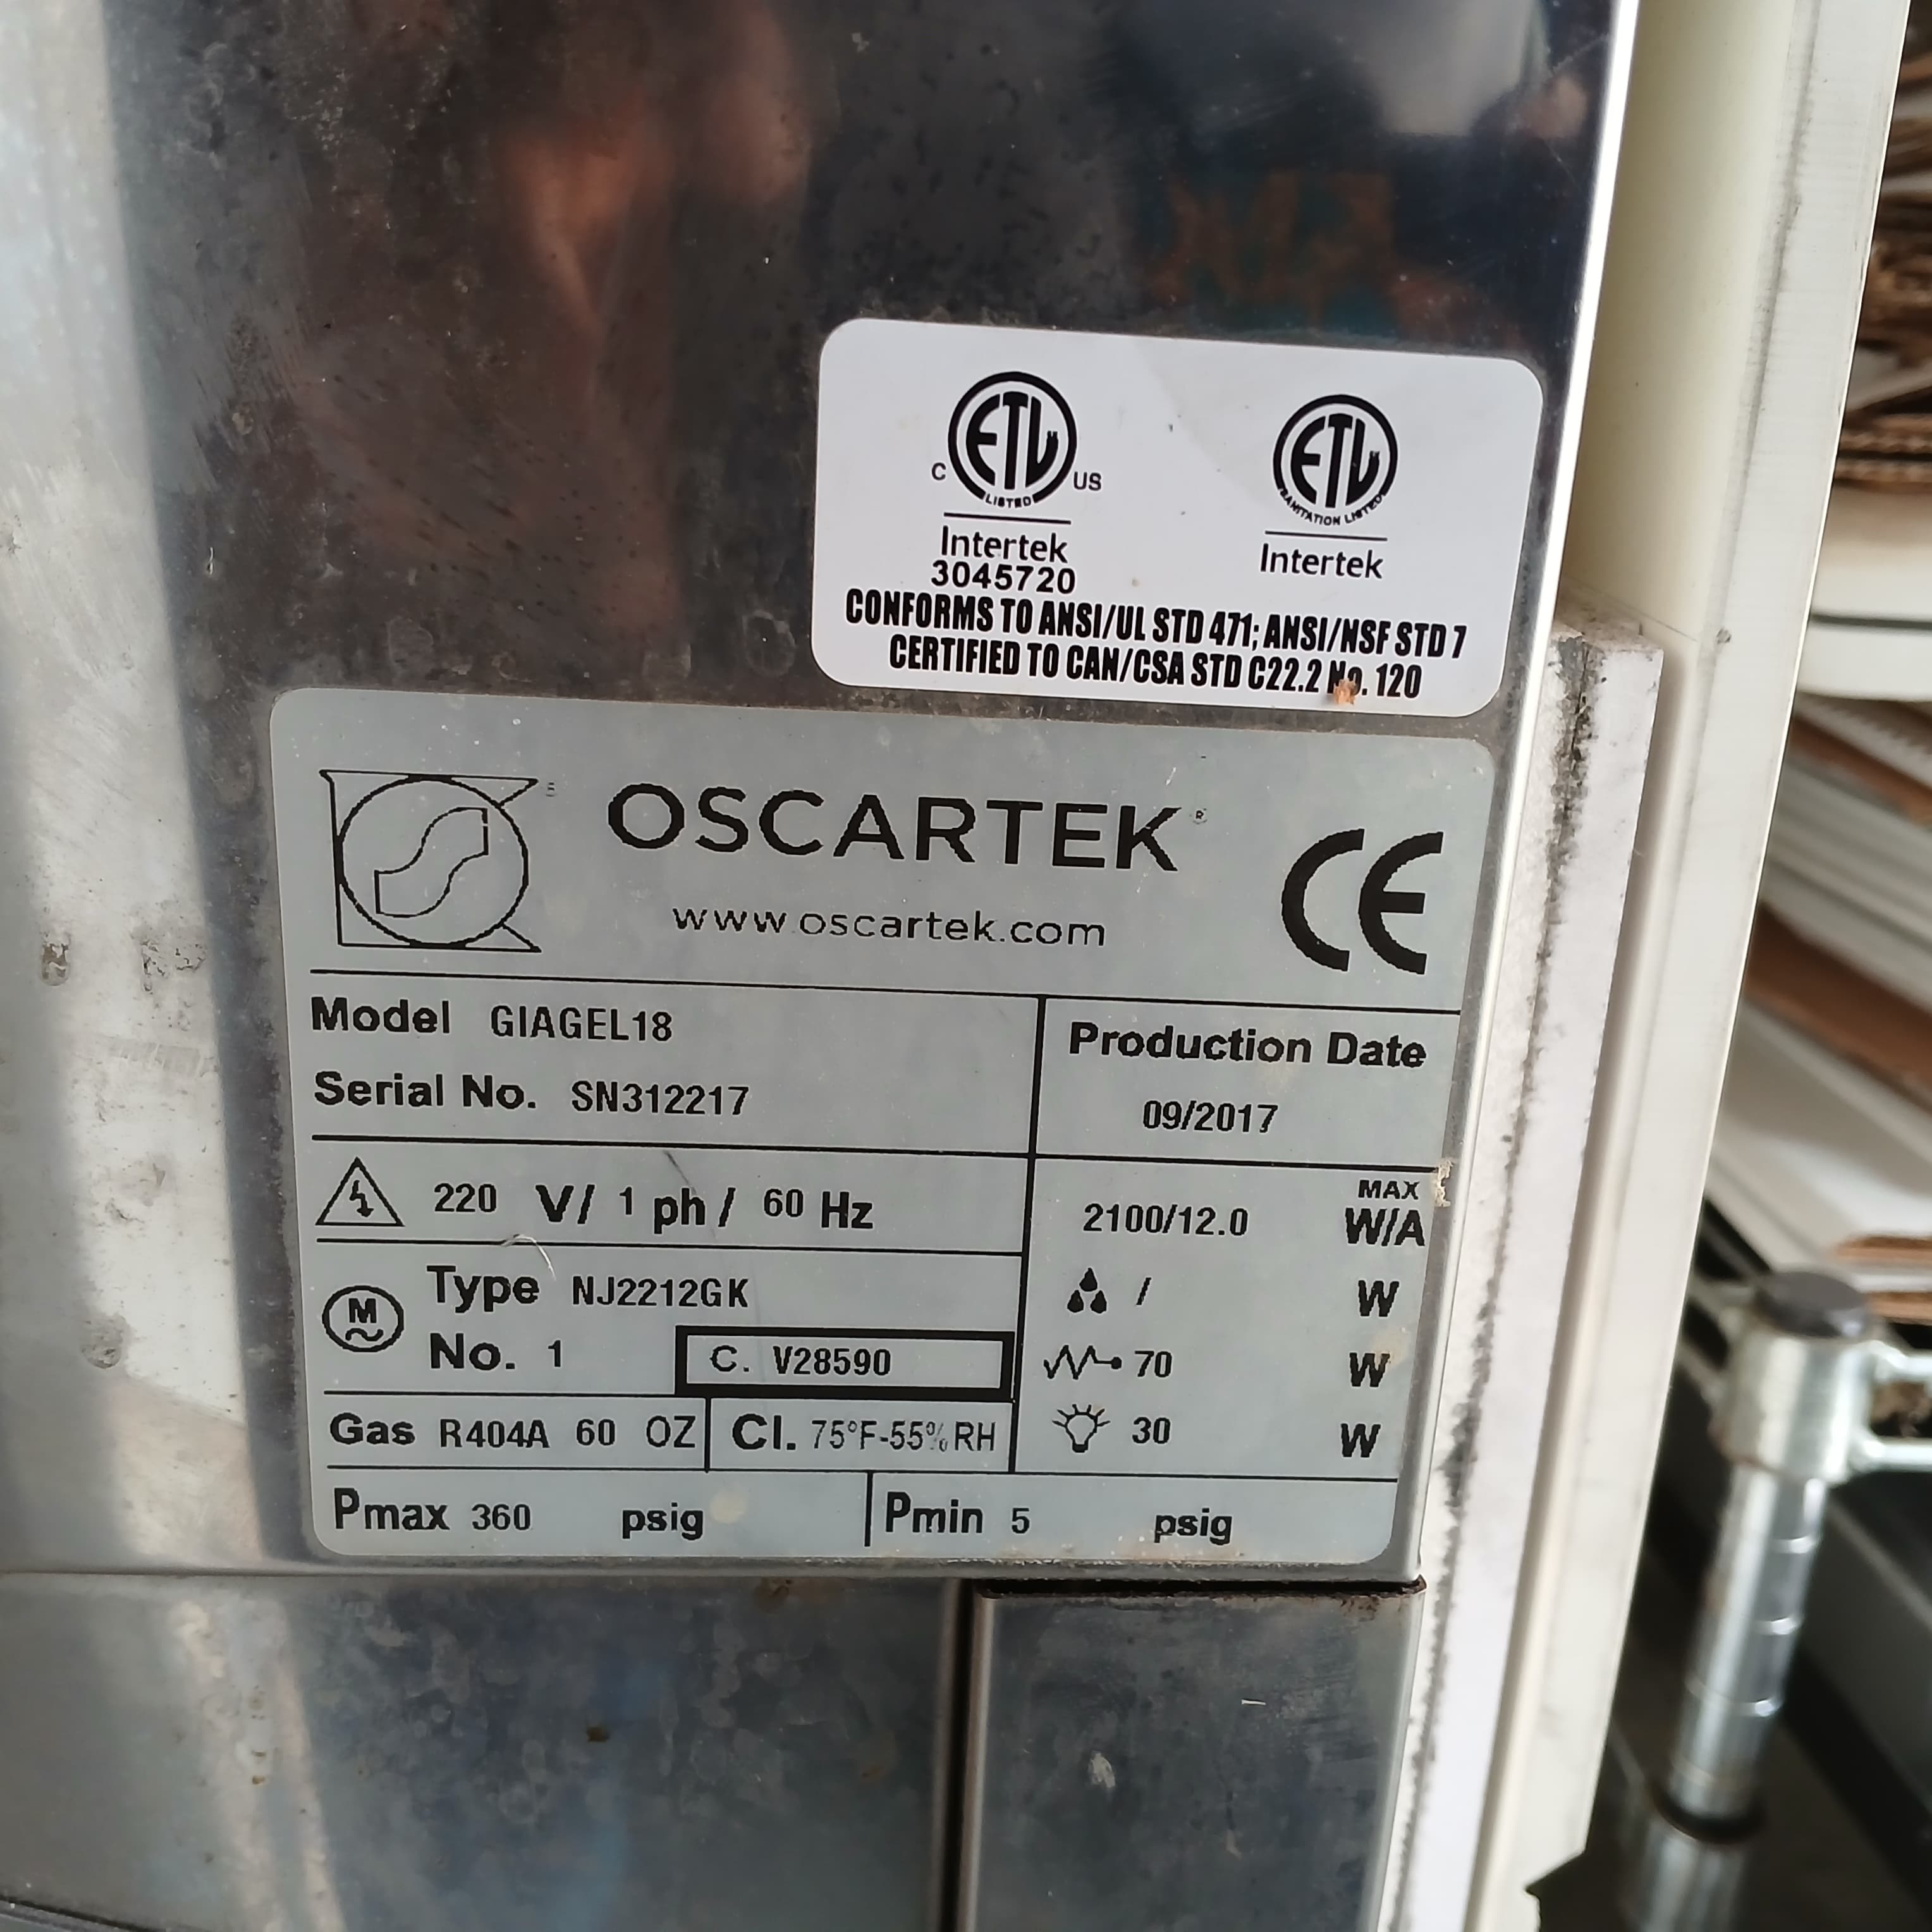 C ETL US
LISTED
Intertek
3045720
ETL
SANITATION LISTED
Intertek
CONFORMS TO ANSI/UL STD 471; ANSI/NSF STD 7
CERTIFIED TO CAN/CSA STD C22.2 No. 120
OSCARTEK®
www.oscartek.com
CE
Model GIAGEL18
Serial No. SN312217
Production Date
09/2017
220 V/ 1 ph / 60 Hz
MAX
2100/12.0 W/A
/ W
70 W
30 W
M
Type NJ2212GK
No. 1
C. V28590
Gas R404A 60 OZ
Cl. 75°F-55% RH
Pmax 360 psig
Pmin 5 psig